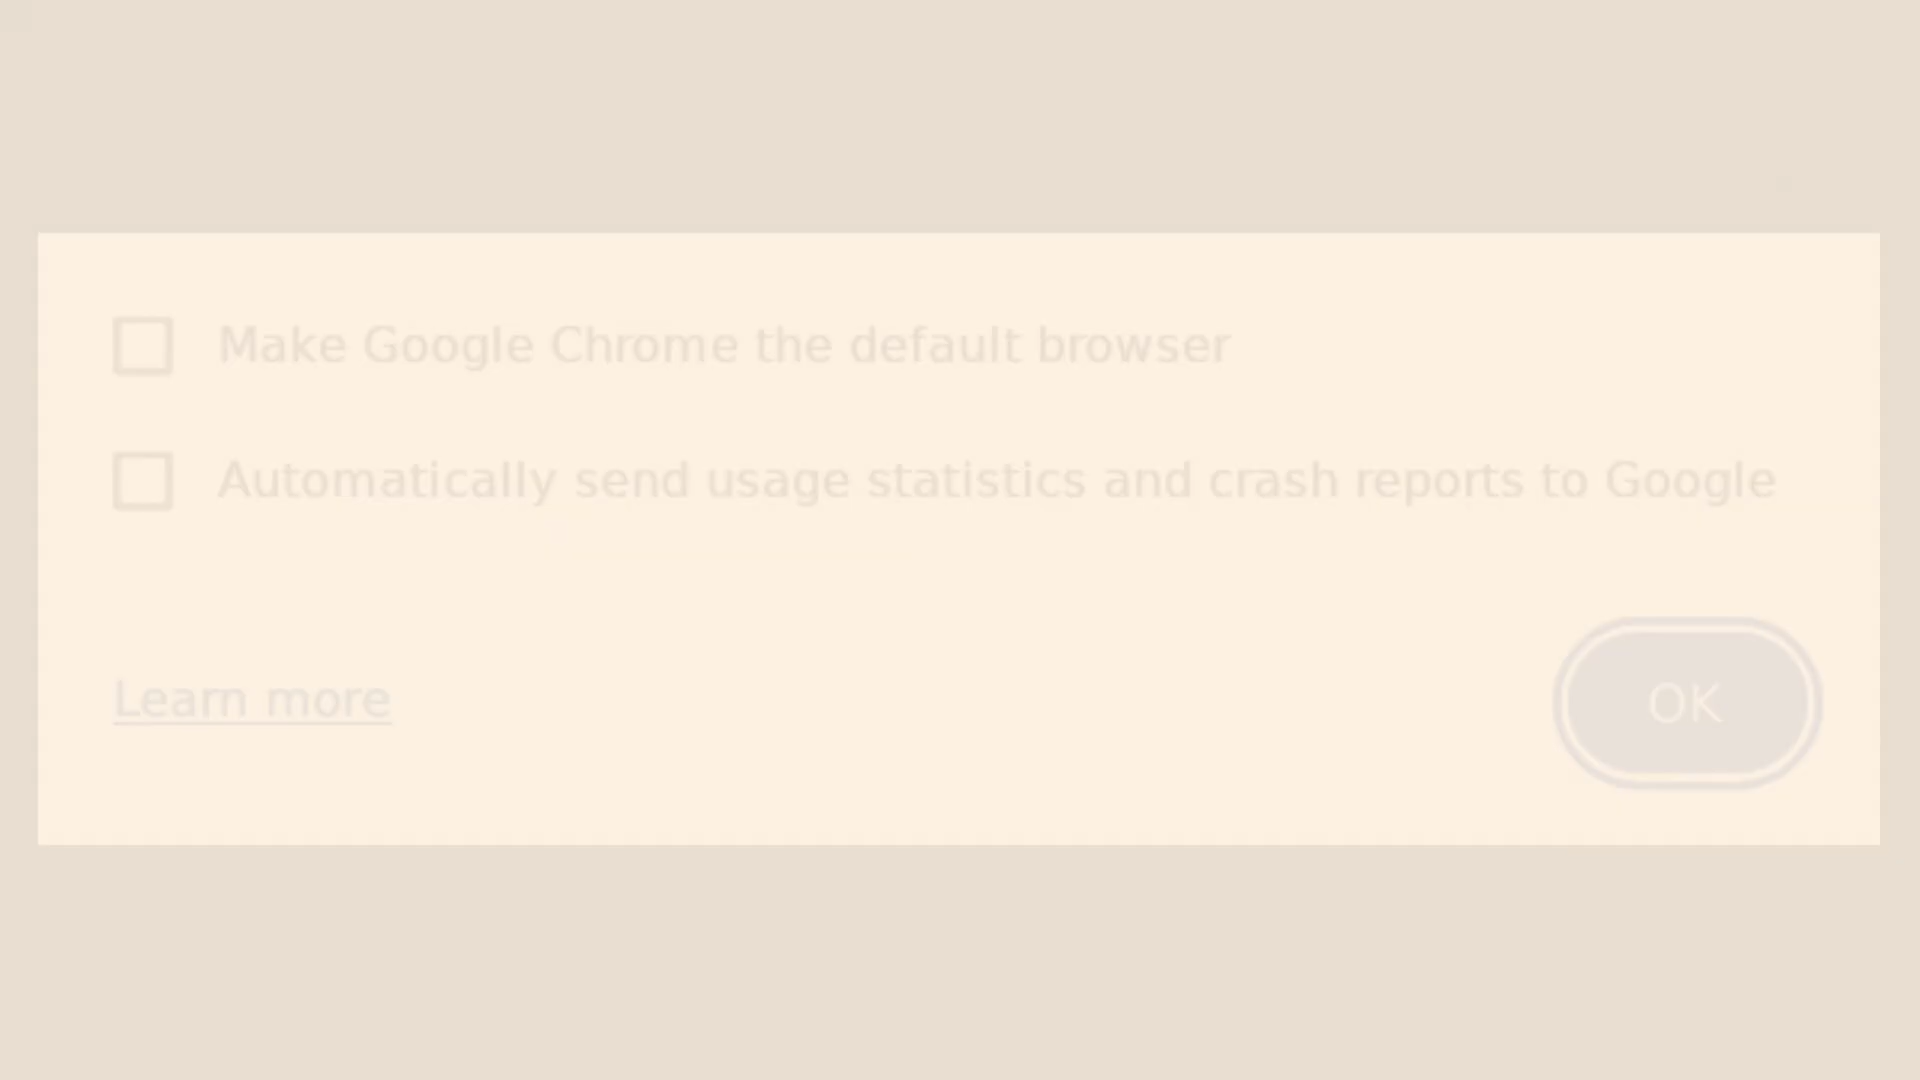 Make Google Chrome the default browser
Automatically send usage statistics and crash reports to Google
Learn more
OK